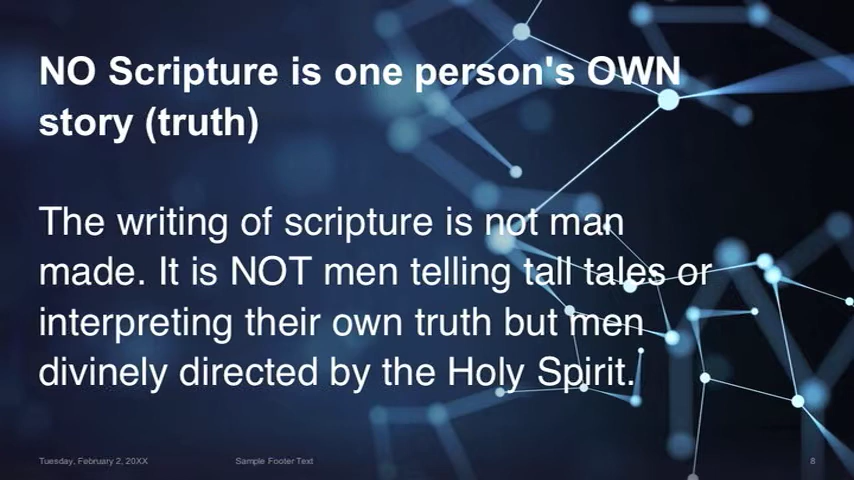 NO Scripture is one person's OWN
story (truth)
The writing of scripture is not man
made. It is NOT men telling tall tales or
interpreting their own truth but men
divinely directed by the Holy Spirit.
Tuesday, February 2, 20XX
Sample Footer Text
8